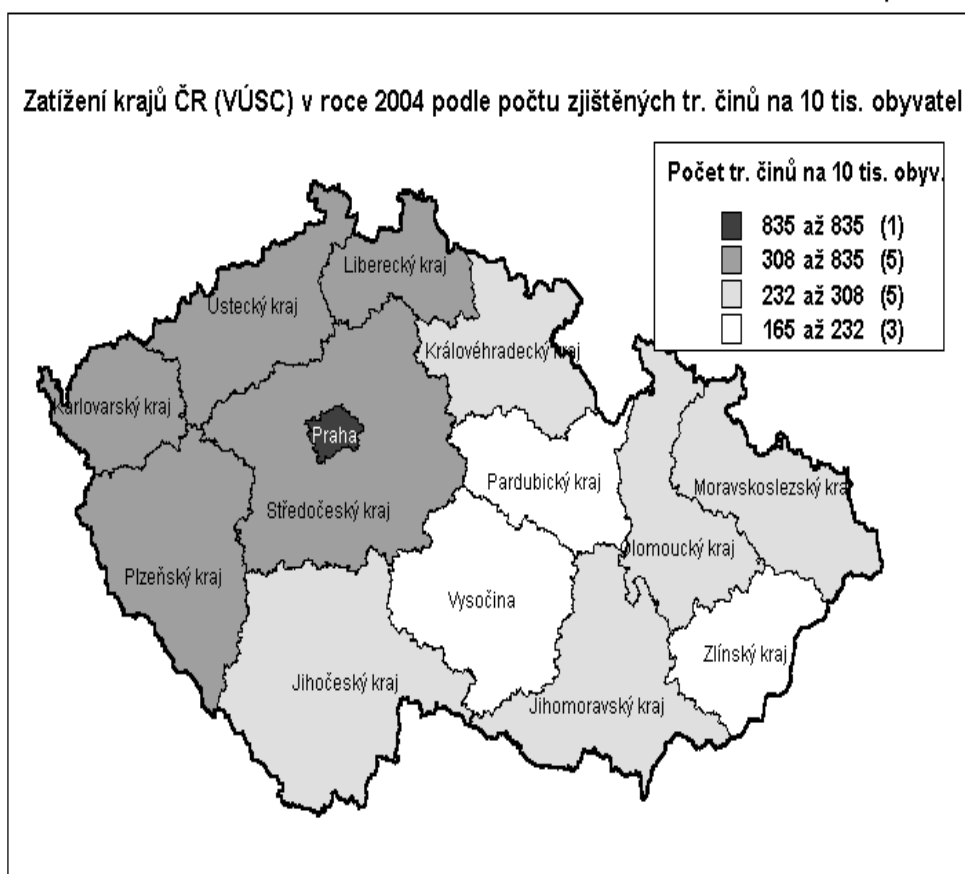 Zatížení krajů ČR (VÚSC) v roce 2004 podle počtu zjištěných tr. činů na 10 tis. obyvatel
Počet tr. činů na 10 tis. obyv.
835 až 835 (1)
308 až 835 (5)
232 až 308 (5)
165 až 232 (3)
Liberecký kraj
Ústecký kraj
Královéhradecký kraj
Karlovarský kraj
Praha
Pardubický kraj
Moravskoslezský kraj
Středočeský kraj
Olomoucký kraj
Plzeňský kraj
Vysočina
Zlínský kraj
Jihočeský kraj
Jihomoravský kraj